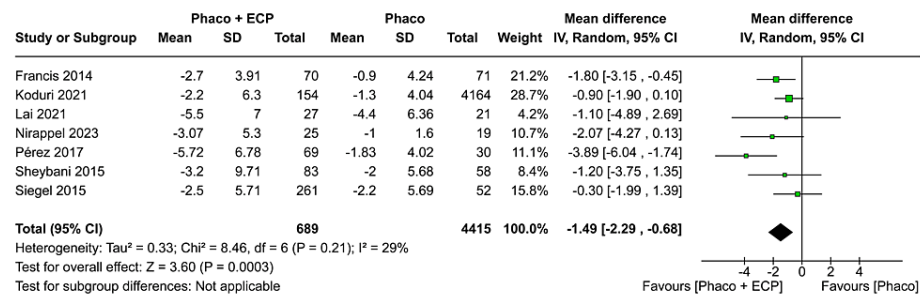 Phaco + ECP Phaco Mean difference Mean difference
Study or Subgroup Mean SD Total Mean SD Total Weight IV, Random, 95% CI IV, Random, 95% CI
Francis 2014 -2.7 3.91 70 -0.9 4.24 71 21.2% -1.80 [-3.15 , -0.45]
Koduri 2021 -2.2 6.3 154 -1.3 4.04 4164 28.7% -0.90 [-1.90 , 0.10]
Lai 2021 -5.5 7 27 -4.4 6.36 21 4.2% -1.10 [-4.89 , 2.69]
Nirappel 2023 -3.07 5.3 25 -1 1.6 19 10.7% -2.07 [-4.27 , 0.13]
Pérez 2017 -5.72 6.78 69 -1.83 4.02 30 11.1% -3.89 [-6.04 , -1.74]
Sheybani 2015 -3.2 9.71 83 -2 5.68 58 8.4% -1.20 [-3.75 , 1.35]
Siegel 2015 -2.5 5.71 261 -2.2 5.69 52 15.8% -0.30 [-1.99 , 1.39]
Total (95% CI) 689 4415 100.0% -1.49 [-2.29 , -0.68]
Heterogeneity: Tau² = 0.33; Chi² = 8.46, df = 6 (P = 0.21); I² = 29%
Test for overall effect: Z = 3.60 (P = 0.0003)
-4 -2 0 2 4
Test for subgroup differences: Not applicable Favours [Phaco + ECP] Favours [Phaco]